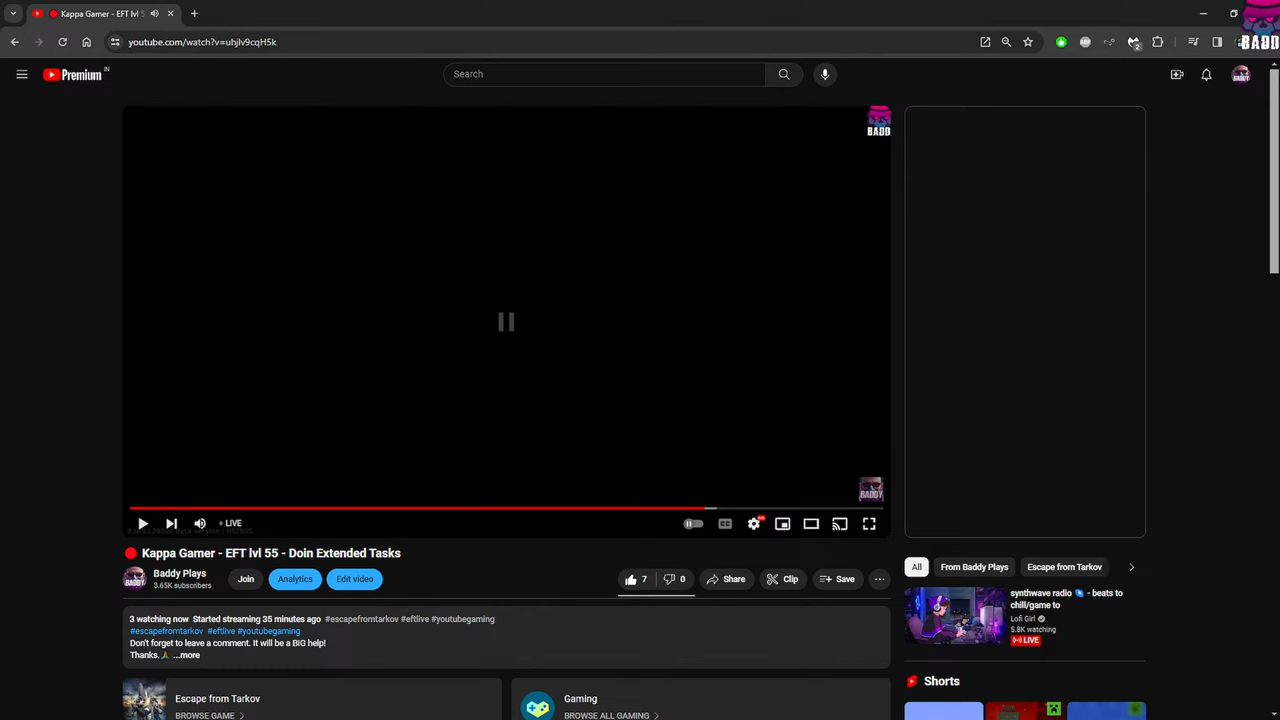 Kappa Gamer - EFT lvl 5
youtube.com/watch?v=uhjlv9cqH5k
2
BADD
Premium IN
Search
BADD
BADDY
LIVE
Kappa Gamer - EFT lvl 55 - Doin Extended Tasks
Baddy Plays
3.65K subscribers
Join
Analytics
Edit video
7
0
Share
Clip
Save
3 watching now Started streaming 35 minutes ago #escapefromtarkov #eftlive #youtubegaming
#escapefromtarkov #eftlive #youtubegaming
Don't forget to leave a comment. It will be a BIG help!
Thanks. 🙏 ...more
Escape from Tarkov
BROWSE GAME
Gaming
BROWSE ALL GAMING
All
From Baddy Plays
Escape from Tarkov
synthwave radio 🌀 - beats to
chill/game to
Lofi Girl
5.8K watching
LIVE
Shorts